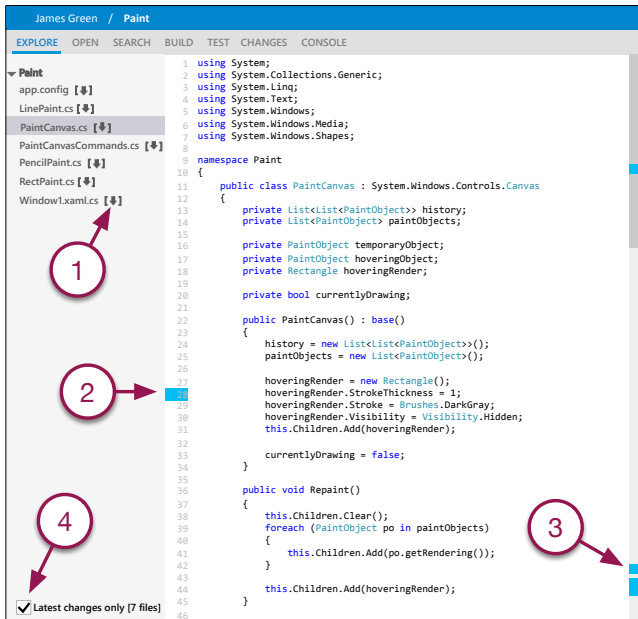 James Green / Paint
EXPLORE OPEN SEARCH BUILD TEST CHANGES CONSOLE
Paint
app.config [⬇]
LinePaint.cs [⬇]
PaintCanvas.cs [⬇]
PaintCanvasCommands.cs [⬇]
PencilPaint.cs [⬇]
RectPaint.cs [⬇]
Window1.xaml.cs [⬇]
1
4
Latest changes only [7 files]
2
1 using System;
2 using System.Collections.Generic;
3 using System.Linq;
4 using System.Text;
5 using System.Windows;
6 using System.Windows.Media;
7 using System.Windows.Shapes;
8
9 namespace Paint
10 {
11 public class PaintCanvas : System.Windows.Controls.Canvas
12 {
13 private List<List<PaintObject>> history;
14 private List<PaintObject> paintObjects;
15
16 private PaintObject temporaryObject;
17 private PaintObject hoveringObject;
18 private Rectangle hoveringRender;
19
20 private bool currentlyDrawing;
21
22 public PaintCanvas() : base()
23 {
24 history = new List<List<PaintObject>>();
25 paintObjects = new List<PaintObject>();
26
27 hoveringRender = new Rectangle();
28 hoveringRender.StrokeThickness = 1;
29 hoveringRender.Stroke = Brushes.DarkGray;
30 hoveringRender.Visibility = Visibility.Hidden;
31 this.Children.Add(hoveringRender);
32
33 currentlyDrawing = false;
34 }
35
36 public void Repaint()
37 {
38 this.Children.Clear();
39 foreach (PaintObject po in paintObjects)
40 {
41 this.Children.Add(po.getRendering());
42 }
43
44 this.Children.Add(hoveringRender);
45 }
46
3